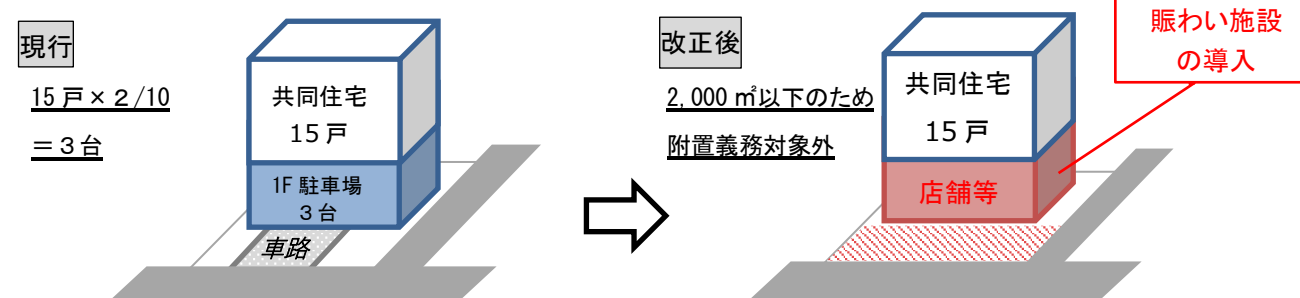 現行
15戸×2/10
=3台
共同住宅
15戸
1F駐車場
3台
車路
改正後
2,000㎡以下のため
附置義務対象外
共同住宅
15戸
店舗等
賑わい施設
の導入